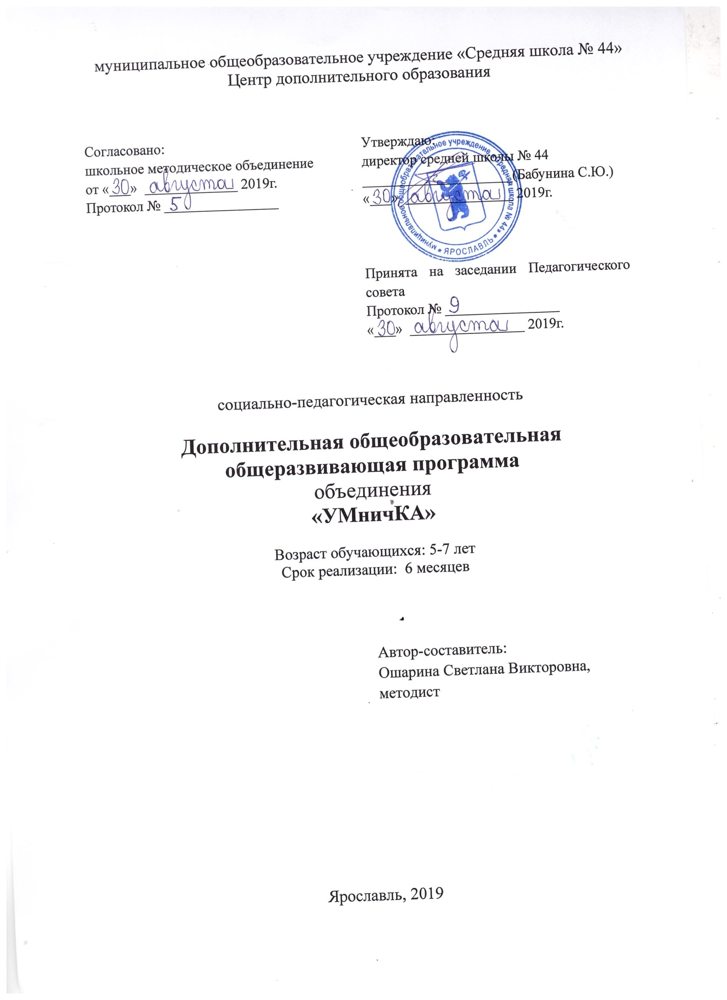 муниципальное общеобразовательное учреждение «Средняя школа № 44»
Центр дополнительного образования
Согласовано:
школьное методическое объединение
от «30» августа 2019г.
Протокол № 5
Утверждаю:
директор средней школы № 44
(Бабунина С.Ю.)
«30» августа 2019г.
муниципальное общеобразовательное учреждение «Средняя школа № 44» * ЯРОСЛАВЛЬ *
Принята на заседании Педагогического
совета
Протокол № 9
«30» августа 2019г.
социально-педагогическая направленность
Дополнительная общеобразовательная
общеразвивающая программа
объединения
«УМничКА»
Возраст обучающихся: 5-7 лет
Срок реализации: 6 месяцев
Автор-составитель:
Ошарина Светлана Викторовна,
методист
Ярославль, 2019